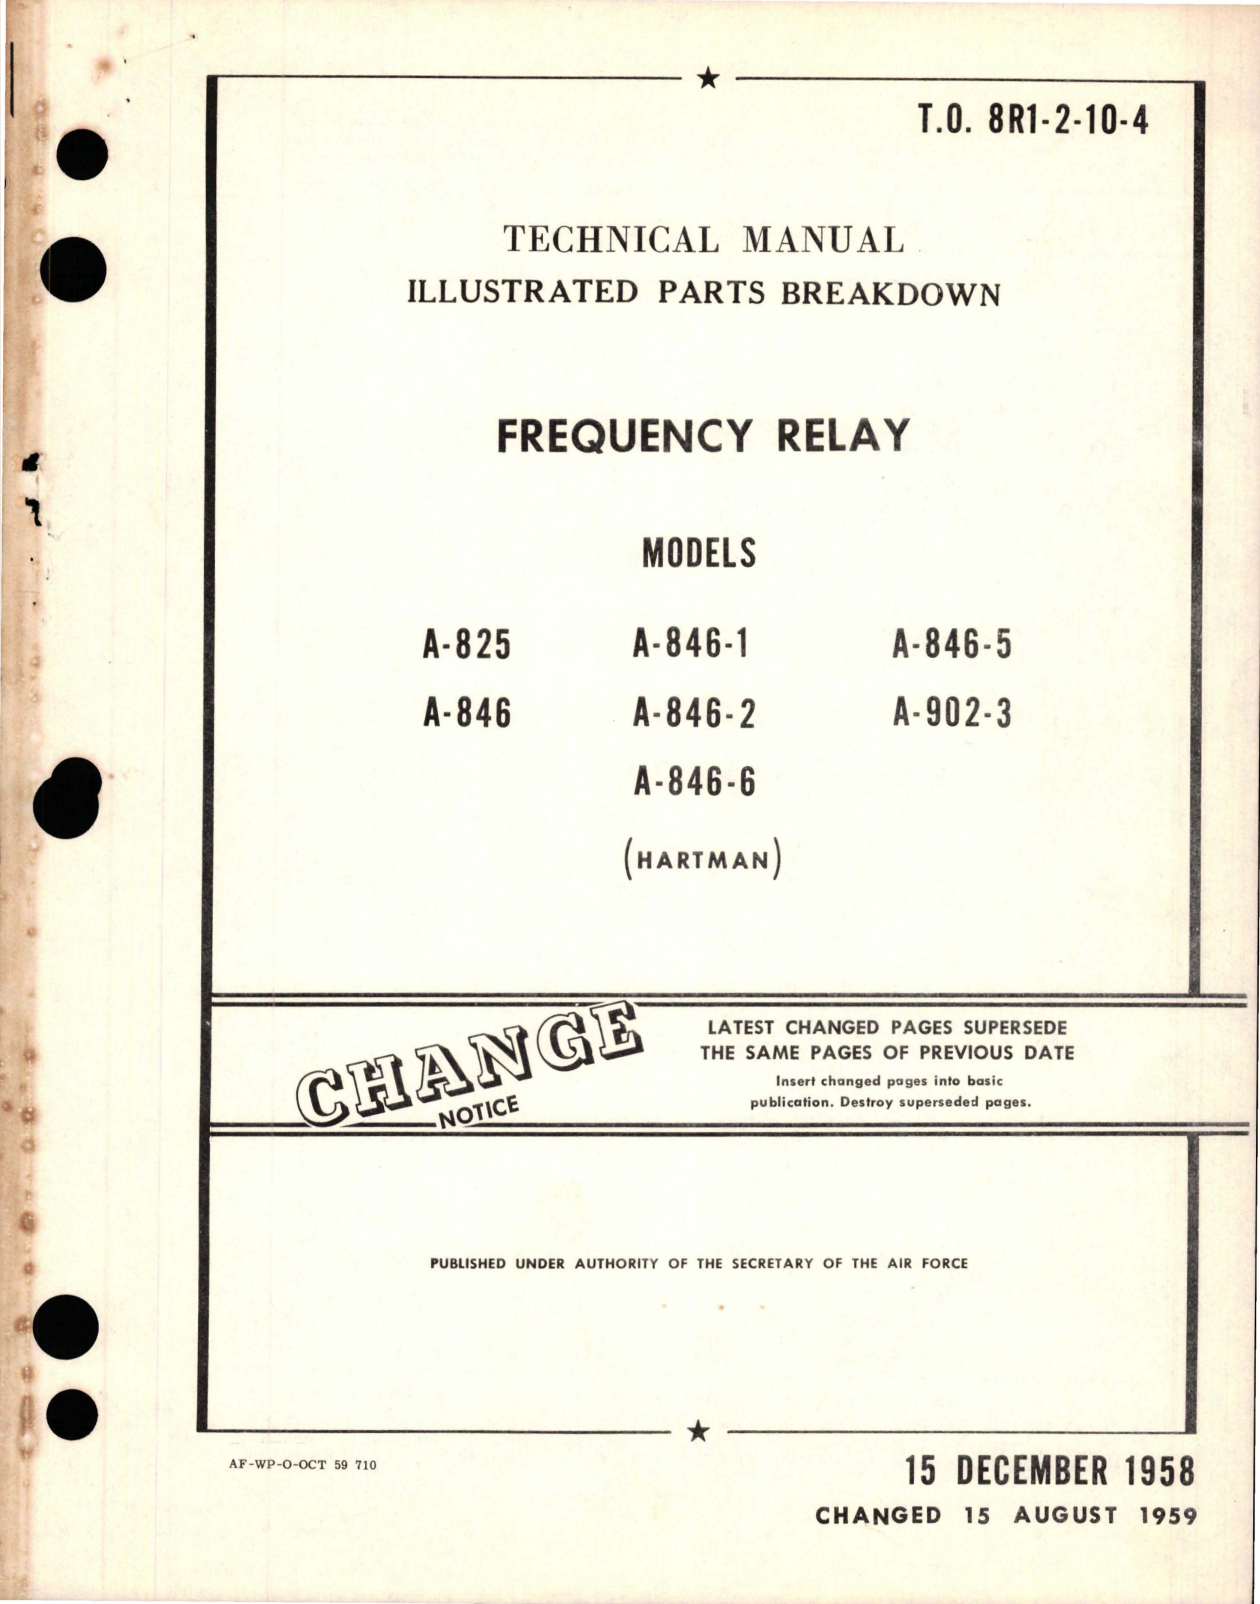 T.O. 8R1-2-10-4
TECHNICAL MANUAL
ILLUSTRATED PARTS BREAKDOWN
FREQUENCY RELAY
MODELS
A-825 A-846-1 A-846-5
A-846 A-846-2 A-902-3
A-846-6
(HARTMAN)
CHANGE
NOTICE
LATEST CHANGED PAGES SUPERSEDE
THE SAME PAGES OF PREVIOUS DATE
Insert changed pages into basic
publication. Destroy superseded pages.
PUBLISHED UNDER AUTHORITY OF THE SECRETARY OF THE AIR FORCE
AF-WP-O-OCT 59 710
15 DECEMBER 1958
CHANGED 15 AUGUST 1959